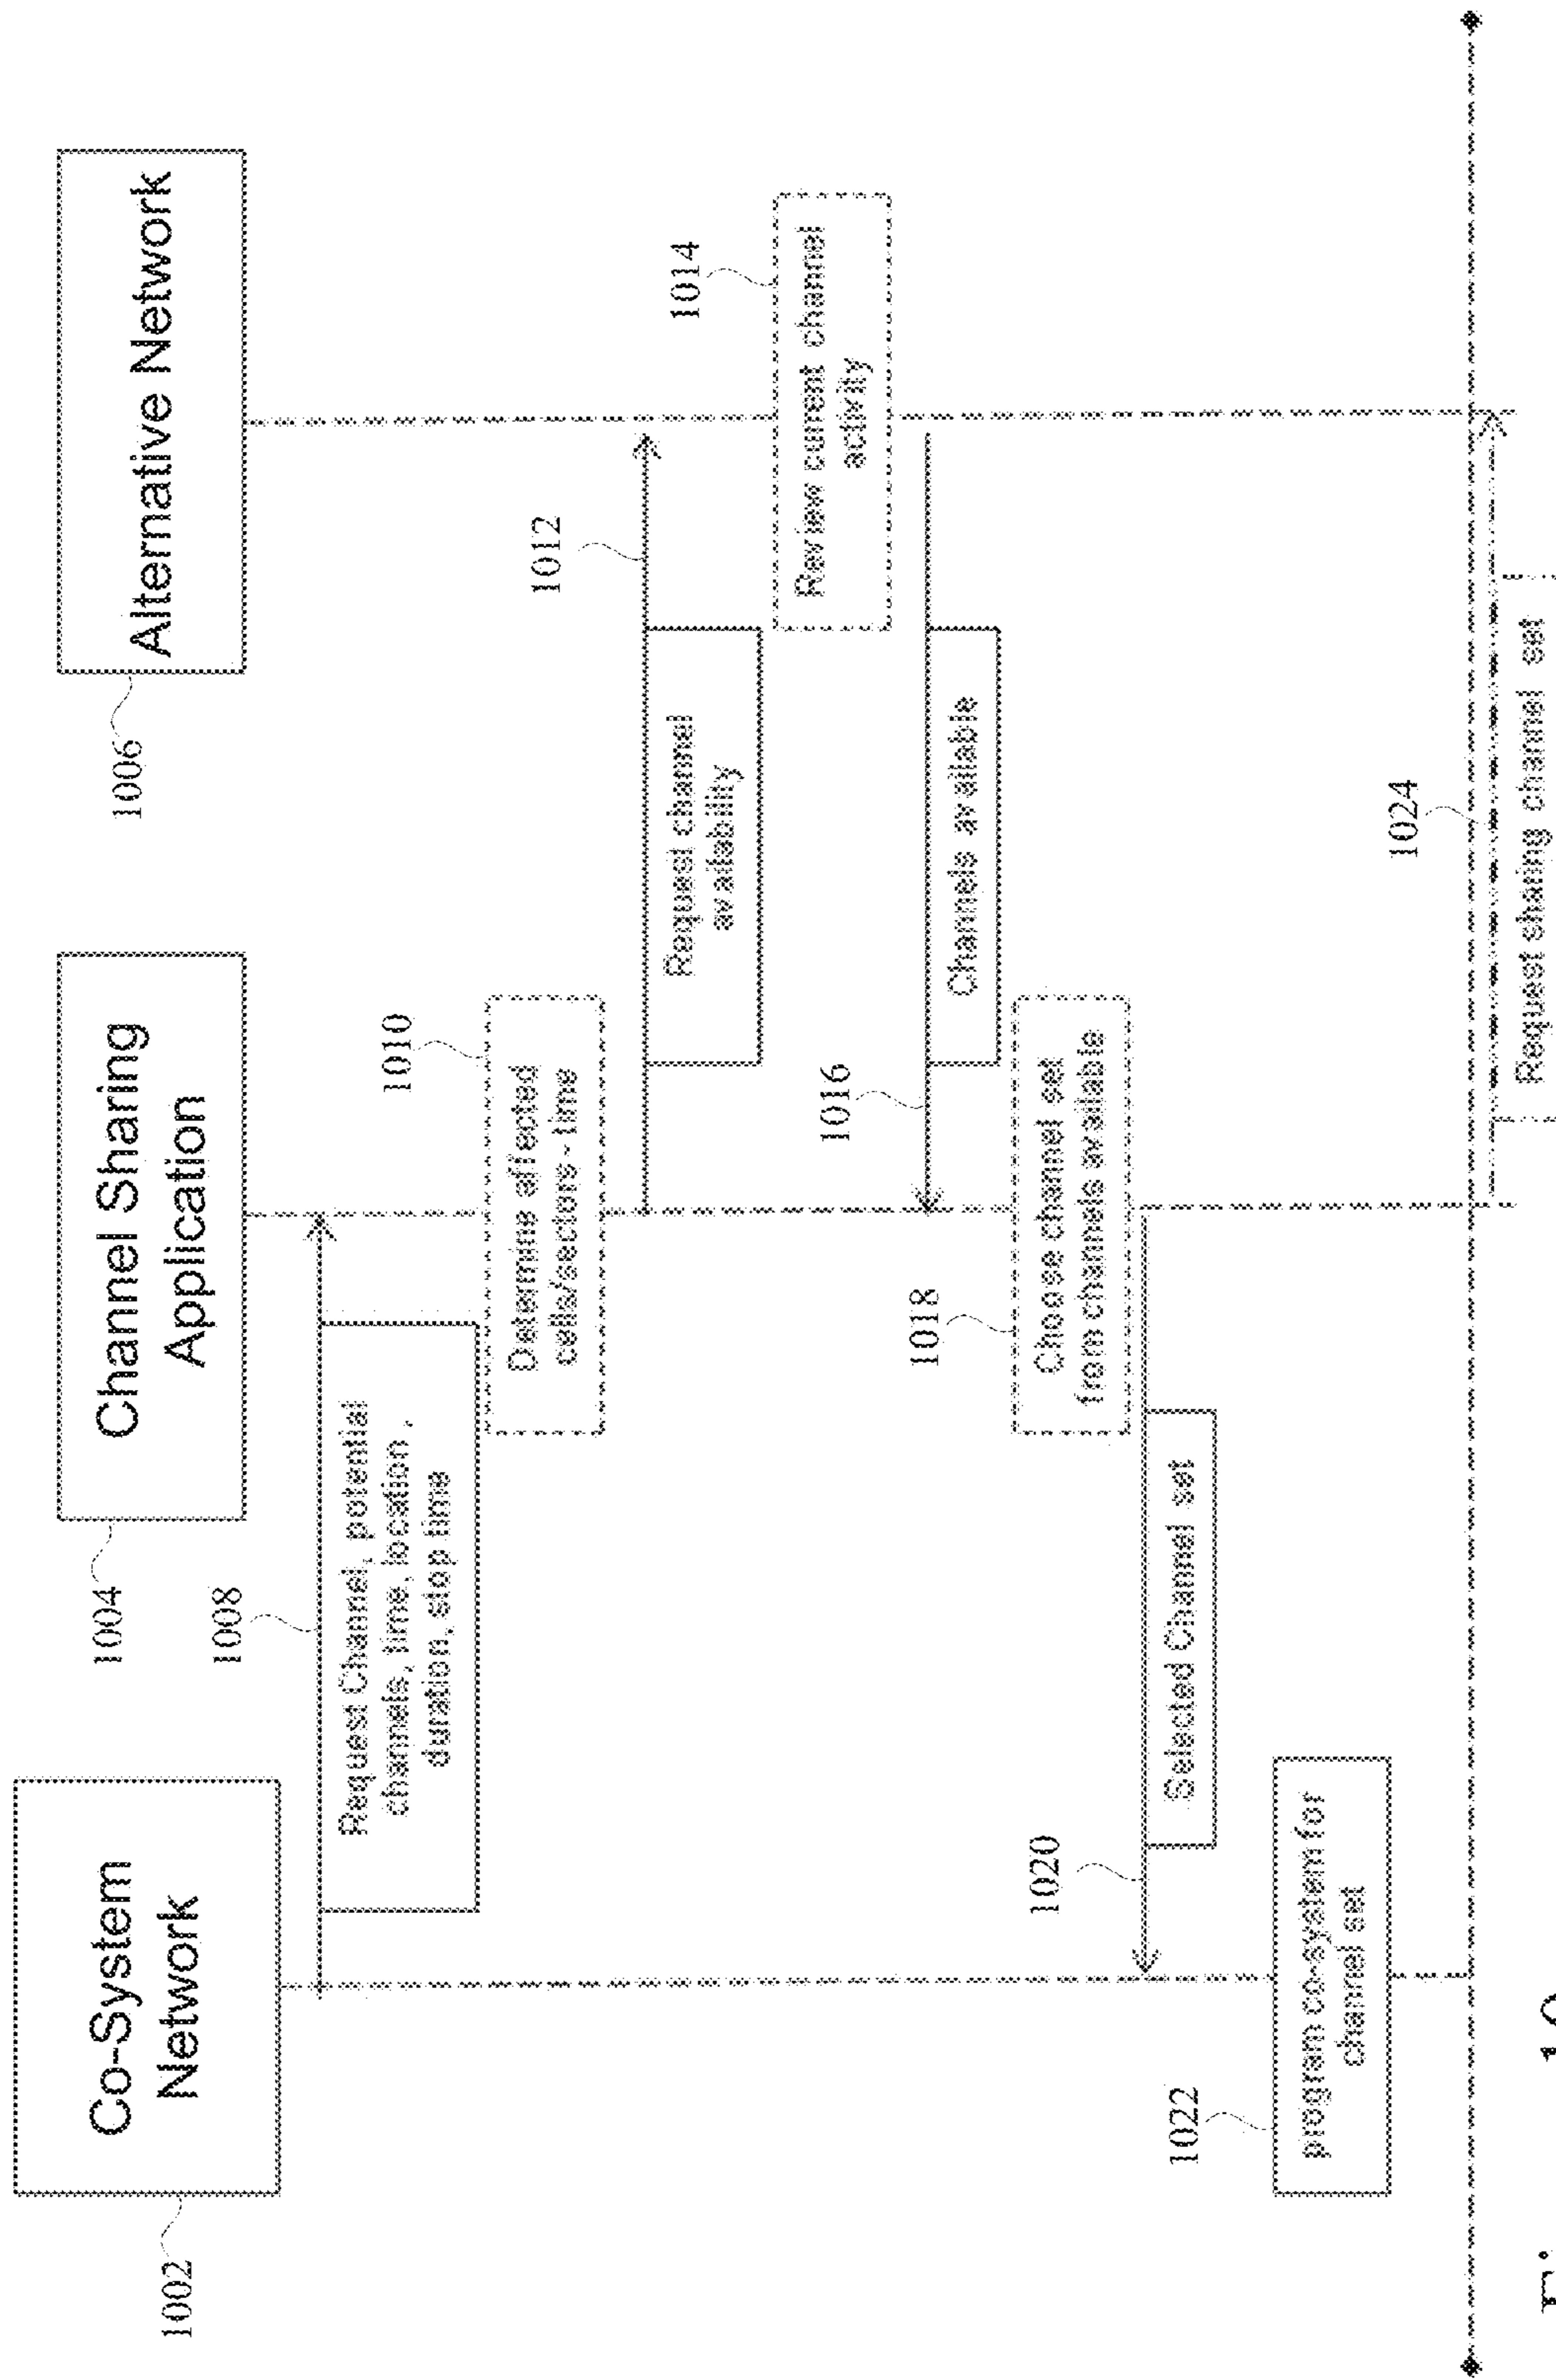 Co-System
Network
1002
Channel Sharing
Application
1004
Alternative Network
1006
1008
Request Channel, potential
channels, time, location ,
duration, stop time
1010
Determine affected
cells/sectors - time
1012
Request channel
availability
1014
Review current channel
activity
1016
Channels available
1018
Choose channel set
from channels available
1020
Selected Channel set
1022
program co-system for
channel set
1024
Request sharing channel set